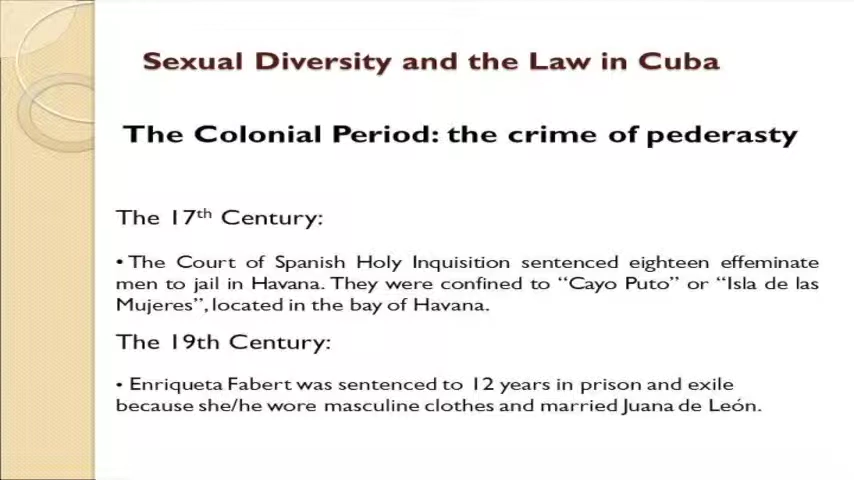 Sexual Diversity and the Law in Cuba
The Colonial Period: the crime of pederasty
The 17th Century:
• The Court of Spanish Holy Inquisition sentenced eighteen effeminate
men to jail in Havana. They were confined to “Cayo Puto” or “Isla de las
Mujeres”, located in the bay of Havana.
The 19th Century:
• Enriqueta Fabert was sentenced to 12 years in prison and exile
because she/he wore masculine clothes and married Juana de León.